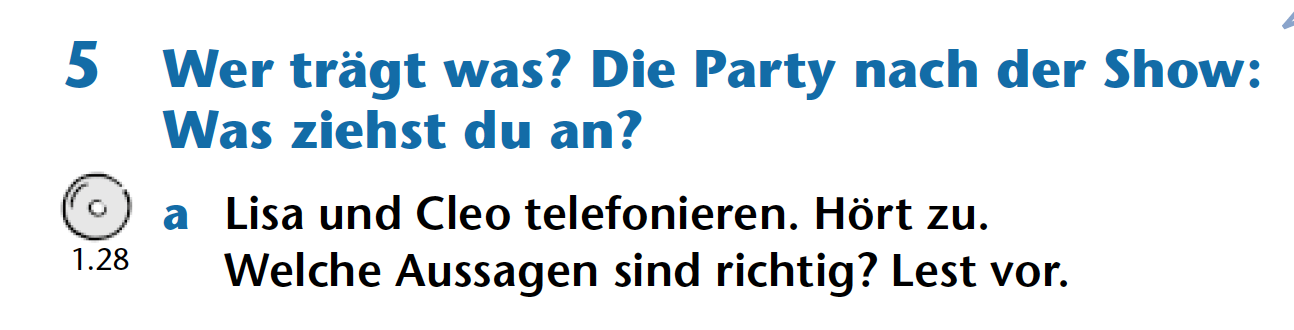 5 Wer trägt was? Die Party nach der Show:
Was ziehst du an?
a Lisa und Cleo telefonieren. Hört zu.
1.28
Welche Aussagen sind richtig? Lest vor.